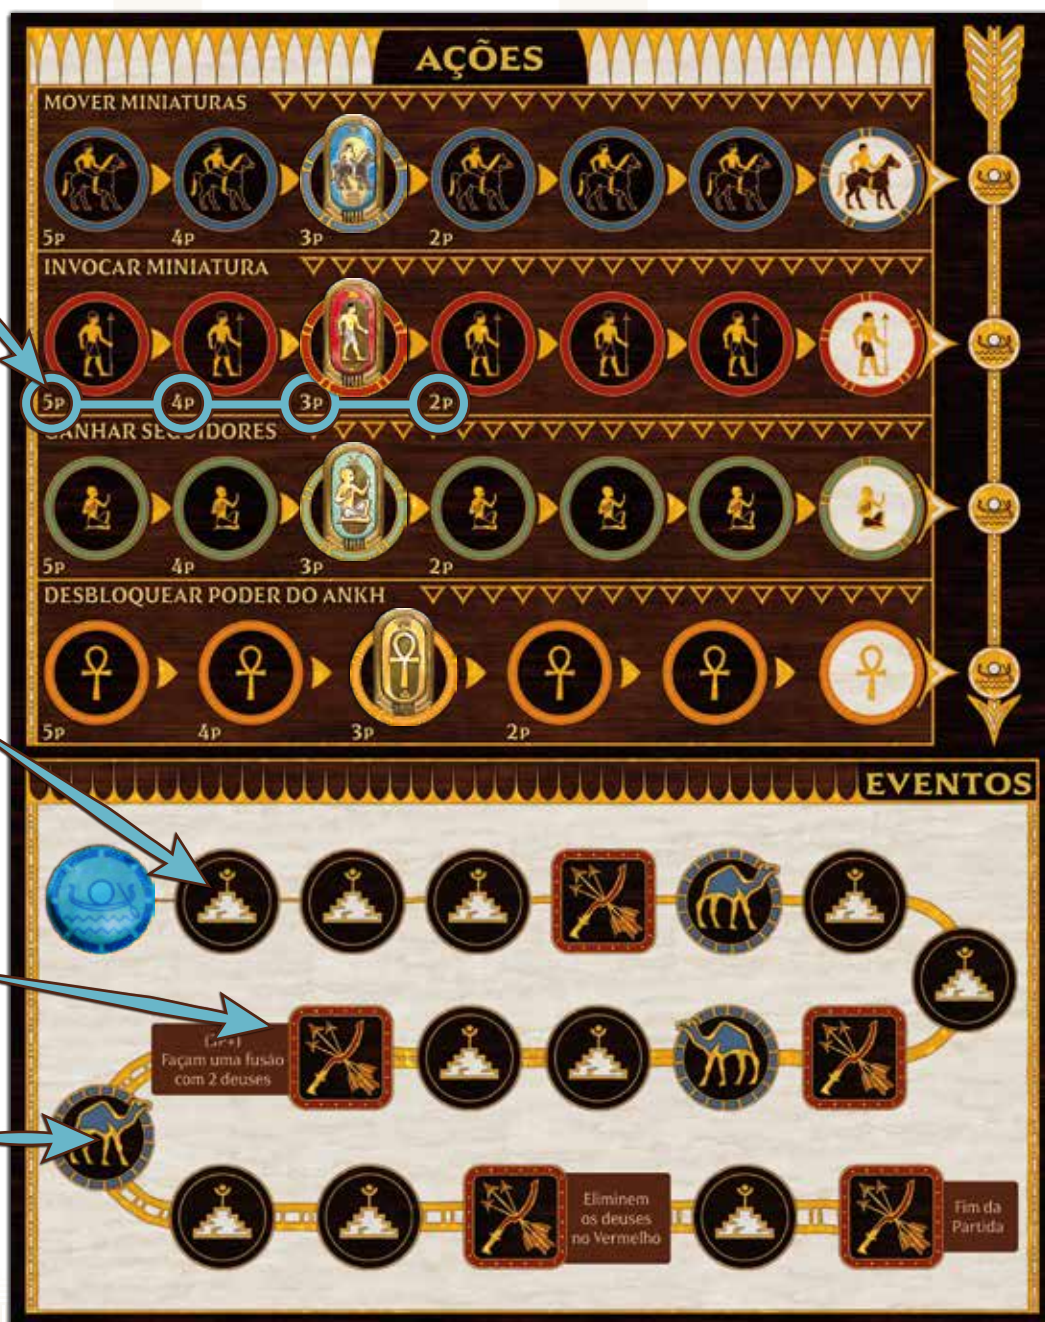 AÇÕES
MOVER MINIATURAS
5P 4P 3P 2P
INVOCAR MINIATURA
5P 4P 3P 2P
GANHAR SEGUIDORES
5P 4P 3P 2P
DESBLOQUEAR PODER DO ANKH
5P 4P 3P 2P
EVENTOS
(3P+)
Façam uma fusão
com 2 deuses
Eliminem
os deuses
no Vermelho
Fim da
Partida